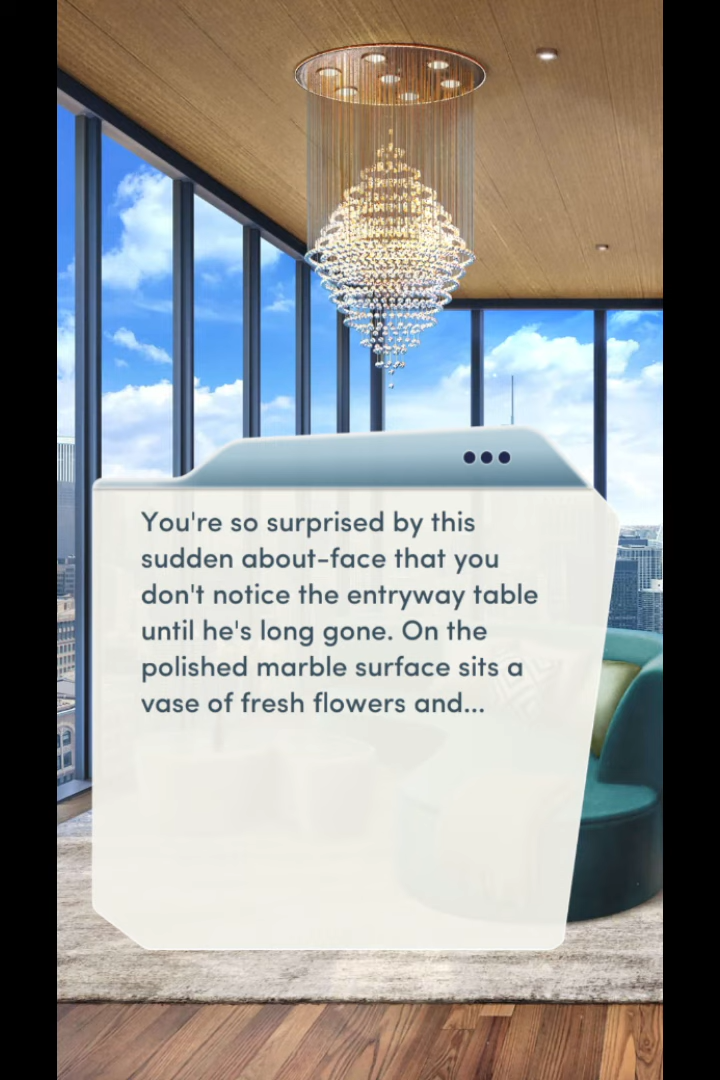 You're so surprised by this
sudden about-face that you
don't notice the entryway table
until he's long gone. On the
polished marble surface sits a
vase of fresh flowers and...